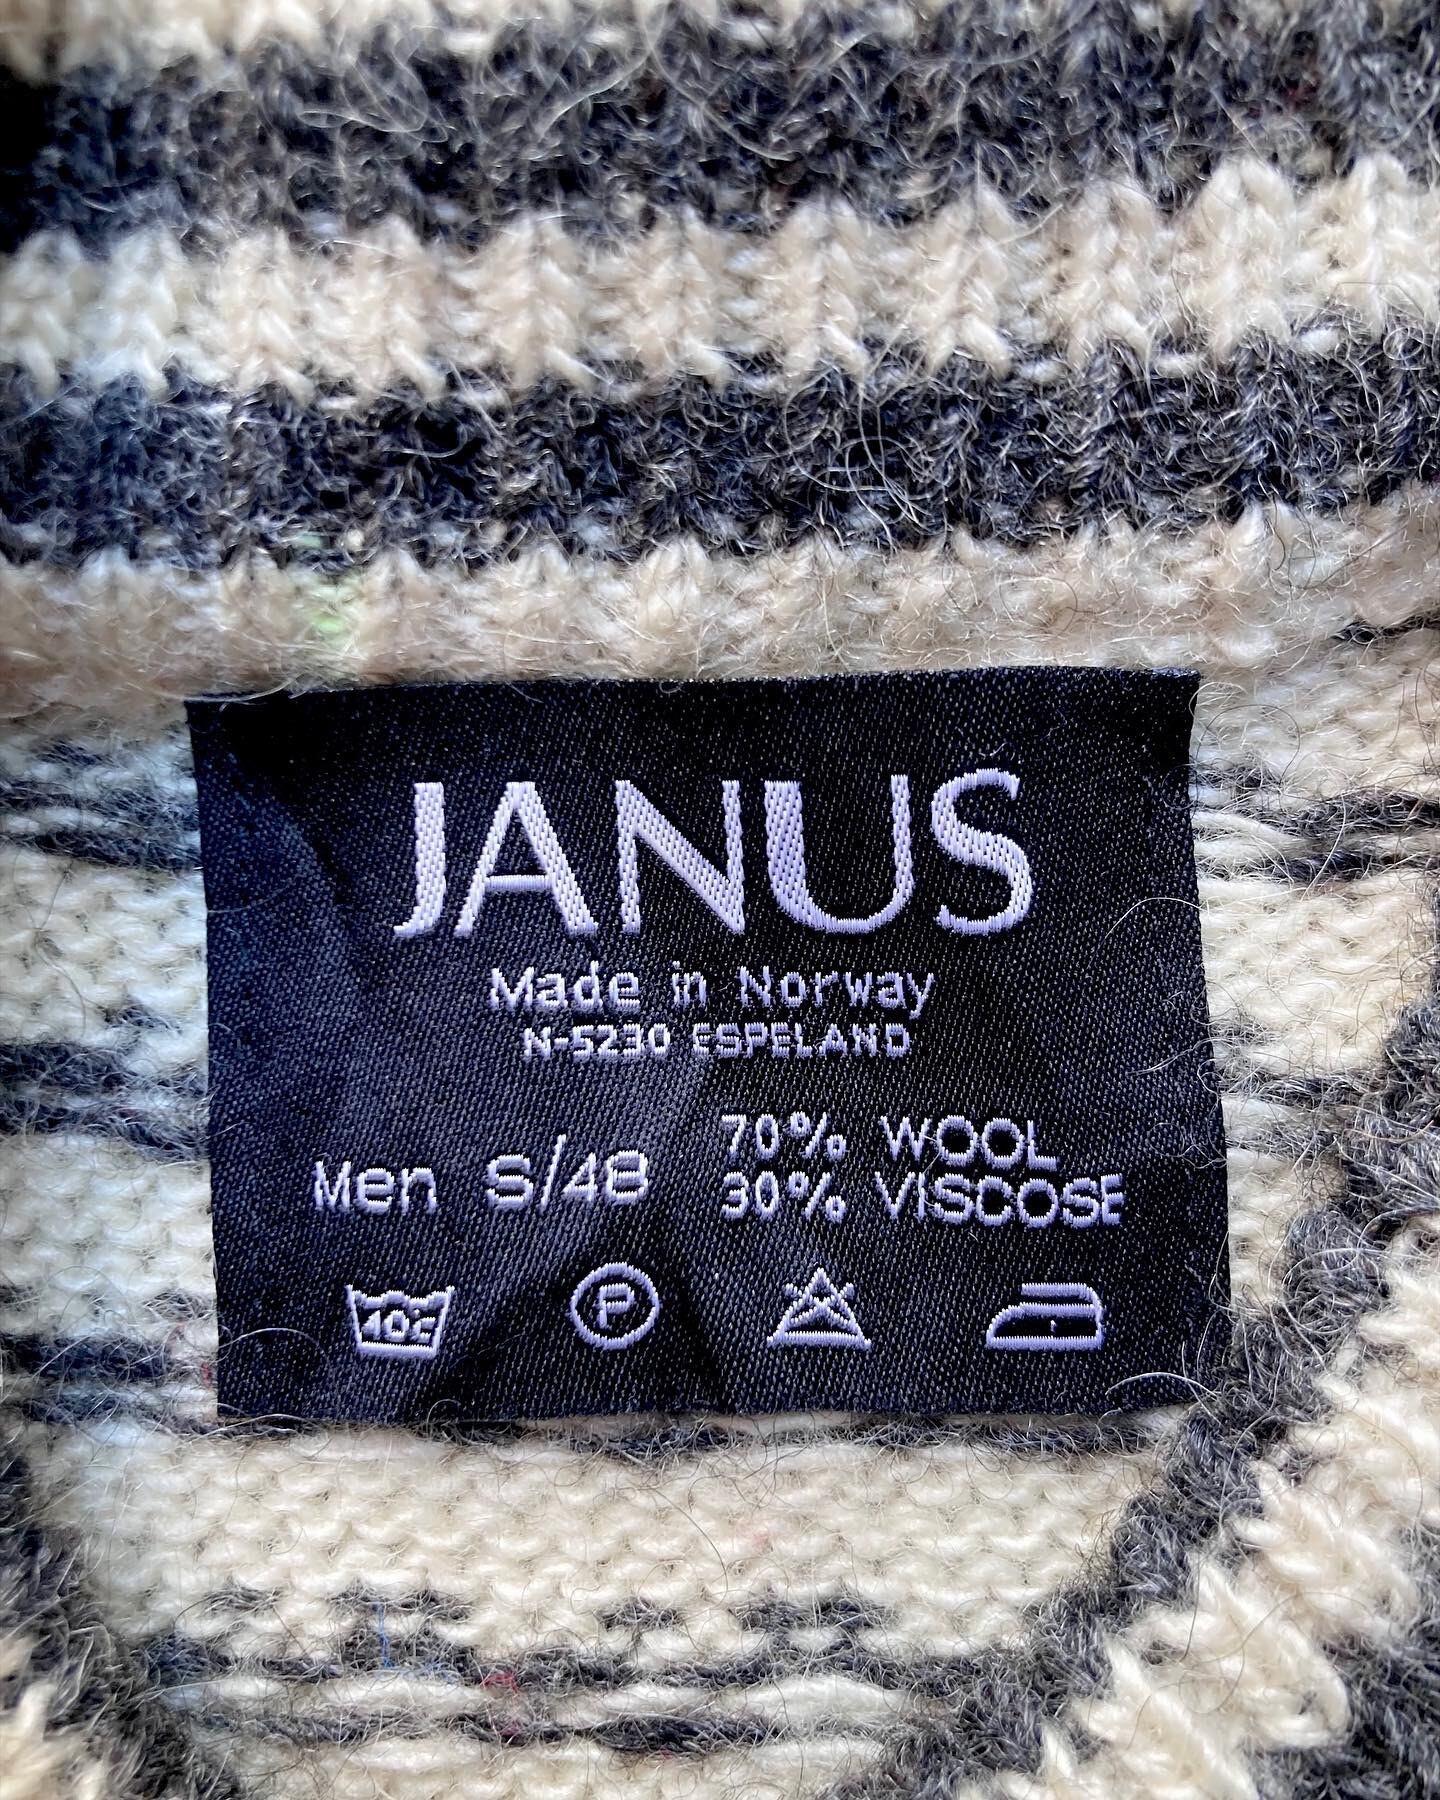 JANUS
Made in Norway
N-5230 ESPELAND
Men S/48
70% WOOL
30% VISCOSE
40°C P